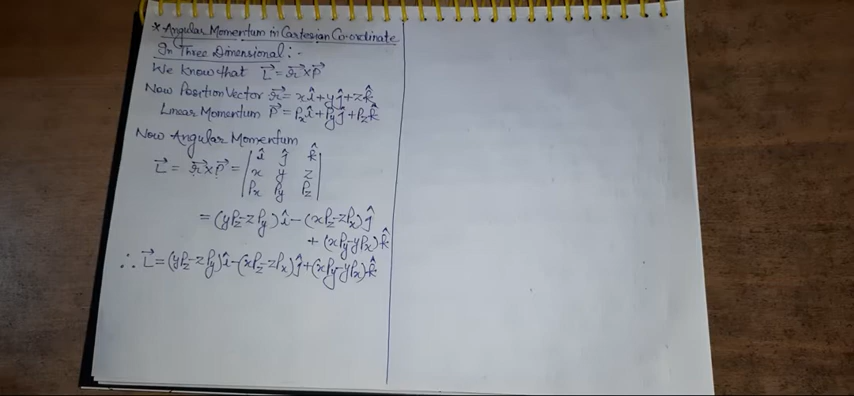 * Angular Momentum in Cartesian Co-ordinate
In Three Dimensional:-
We know that L⃗ = r⃗×P⃗
Now Position Vector r⃗ = xî+yĵ+zk̂
Linear Momentum P⃗ = Pxî+Pyĵ+Pzk̂
Now Angular Momentum
L⃗ = r⃗×P⃗ = | î ĵ k̂ |
| x y z |
| Px Py Pz |
= (yPz-zPy)î-(xPz-zPx)ĵ
+(xPy-yPx)k̂
∴ L⃗=(yPz-zPy)î-(xPz-zPx)ĵ+(xPy-yPx)k̂